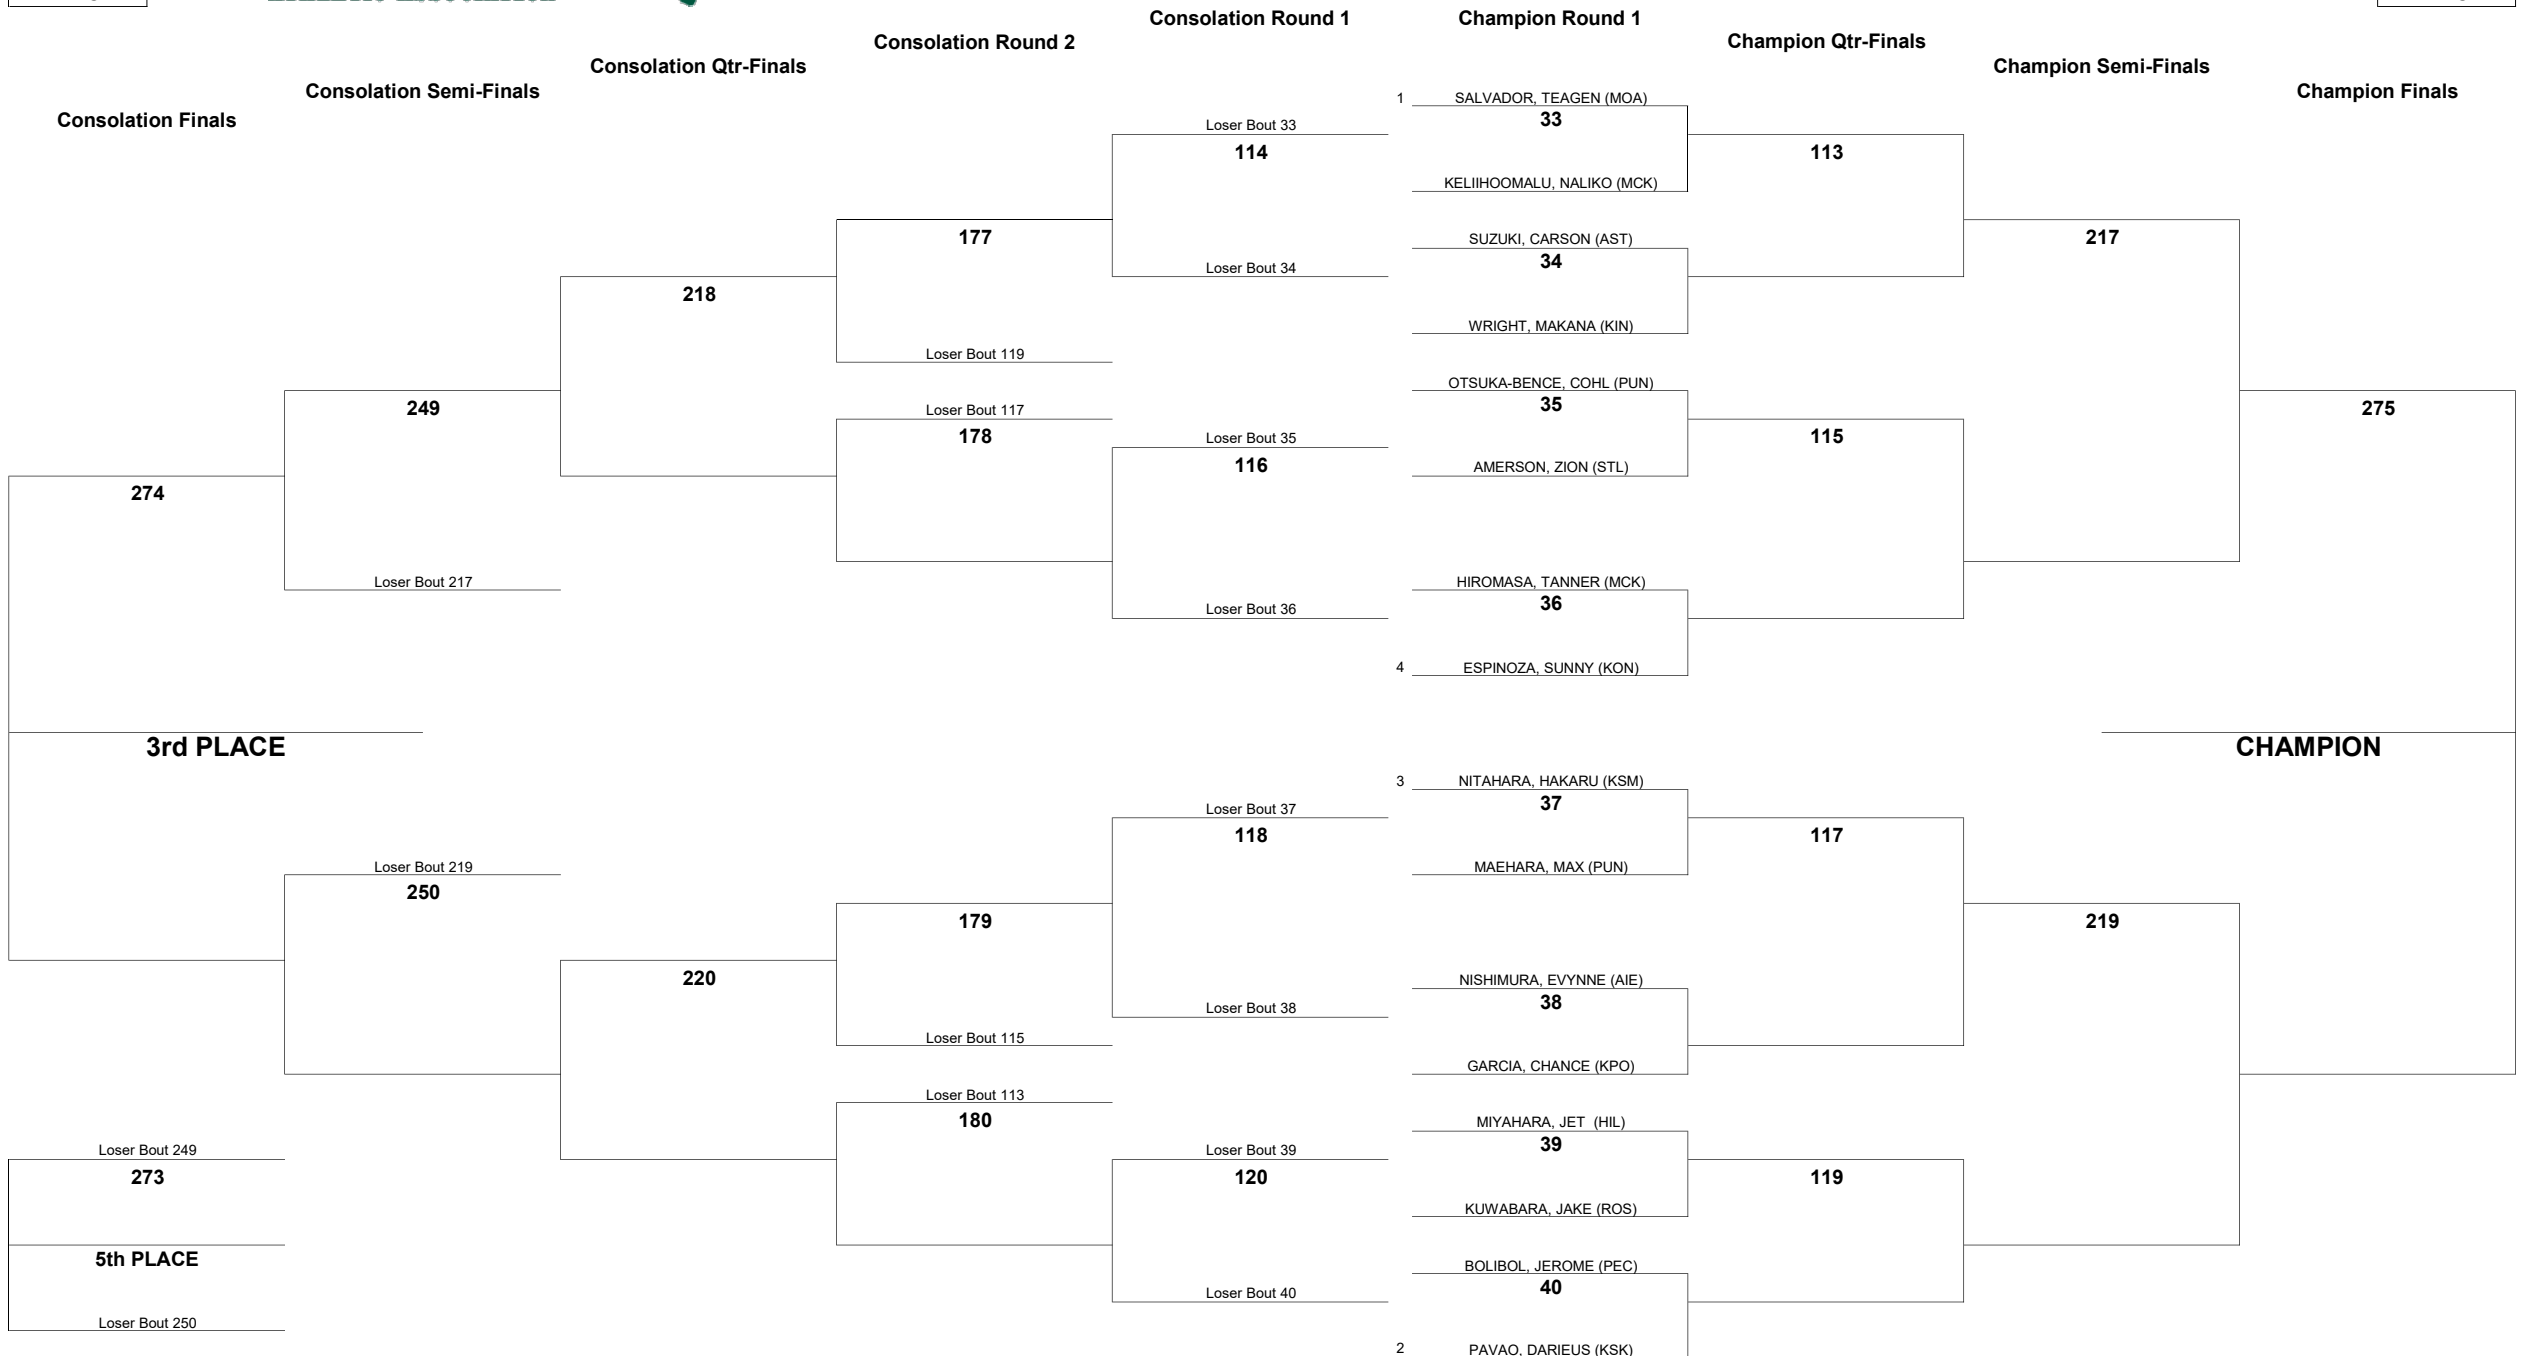 Consolation Round 1
Champion Round 1
Consolation Round 2
Champion Qtr-Finals
Consolation Qtr-Finals
Champion Semi-Finals
Consolation Semi-Finals
Champion Finals
Consolation Finals
1 SALVADOR, TEAGEN (MOA)
33
Loser Bout 33
114
113
KELIIHOOMALU, NALIKO (MCK)
177
SUZUKI, CARSON (AST)
217
34
Loser Bout 34
218
WRIGHT, MAKANA (KIN)
Loser Bout 119
OTSUKA-BENCE, COHL (PUN)
249
Loser Bout 117
35
275
178
Loser Bout 35
115
116
AMERSON, ZION (STL)
274
Loser Bout 217
HIROMASA, TANNER (MCK)
36
Loser Bout 36
4 ESPINOZA, SUNNY (KON)
3rd PLACE
CHAMPION
3 NITAHARA, HAKARU (KSM)
37
Loser Bout 37
118
117
Loser Bout 219
MAEHARA, MAX (PUN)
250
179
219
220
NISHIMURA, EVYNNE (AIE)
38
Loser Bout 38
Loser Bout 115
GARCIA, CHANCE (KPO)
Loser Bout 113
180
MIYAHARA, JET (HIL)
39
Loser Bout 249
Loser Bout 39
273
120
119
KUWABARA, JAKE (ROS)
5th PLACE
BOLIBOL, JEROME (PEC)
40
Loser Bout 40
Loser Bout 250
2 PAVAO, DARIEUS (KSK)